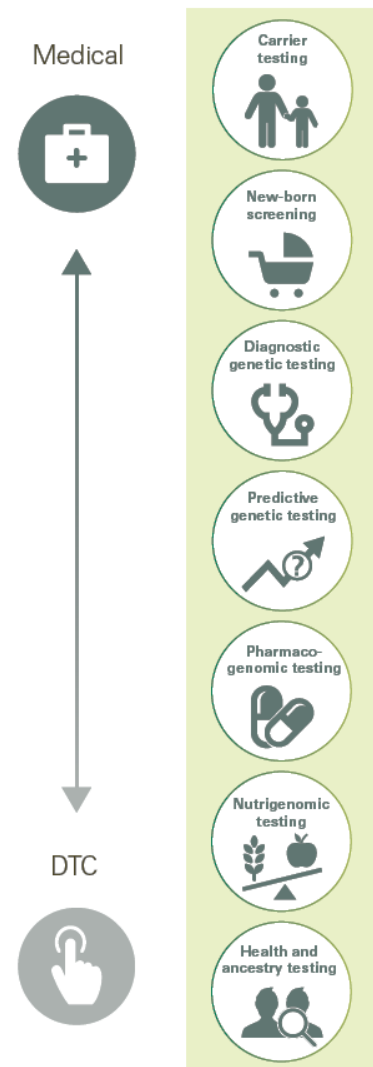 Medical
Carrier
testing
New-born
screening
Diagnostic
genetic testing
Predictive
genetic testing
?
Pharmaco-
genomic testing
Nutrigenomic
testing
DTC
Health and
ancestry testing